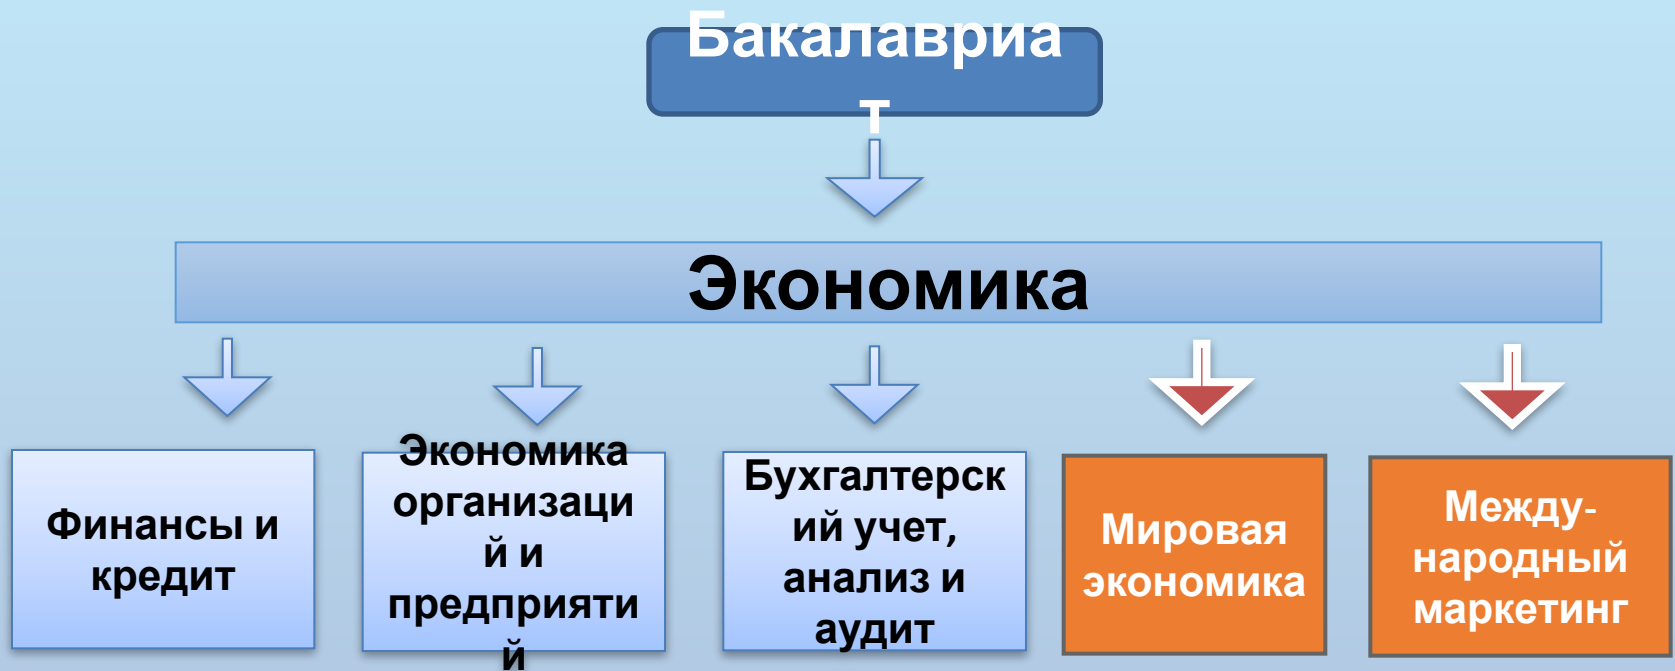 Бакалавриа
т
Экономика
Финансы и
кредит
Экономика
организаци
й и
предприяти
й
Бухгалтерск
ий учет,
анализ и
аудит
Мировая
экономика
Между-
народный
маркетинг